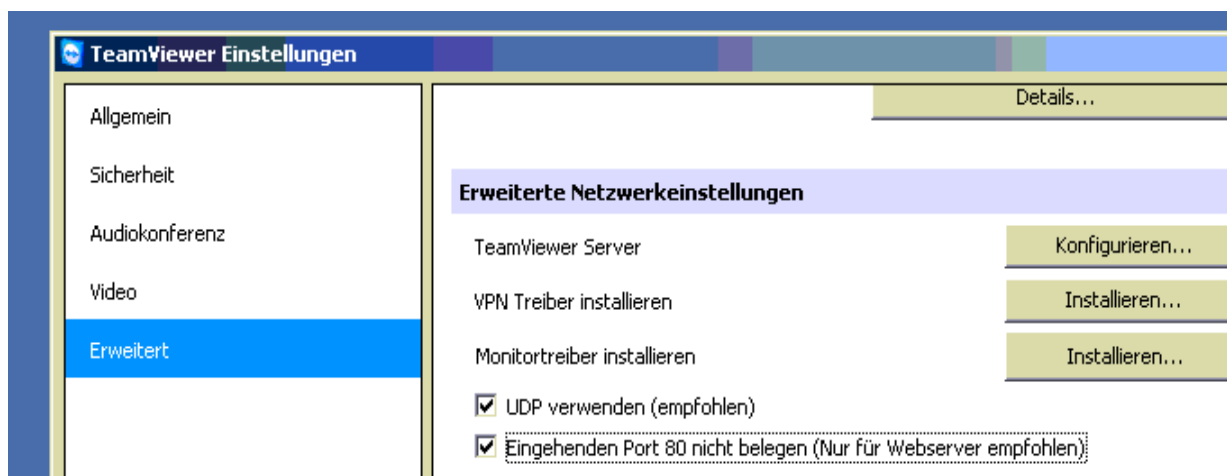 TeamViewer Einstellungen
Allgemein
Sicherheit
Audiokonferenz
Video
Erweitert
Details...
Erweiterte Netzwerkeinstellungen
TeamViewer Server
Konfigurieren...
VPN Treiber installieren
Installieren...
Monitortreiber installieren
Installieren...
UDP verwenden (empfohlen)
Eingehenden Port 80 nicht belegen (Nur für Webserver empfohlen)